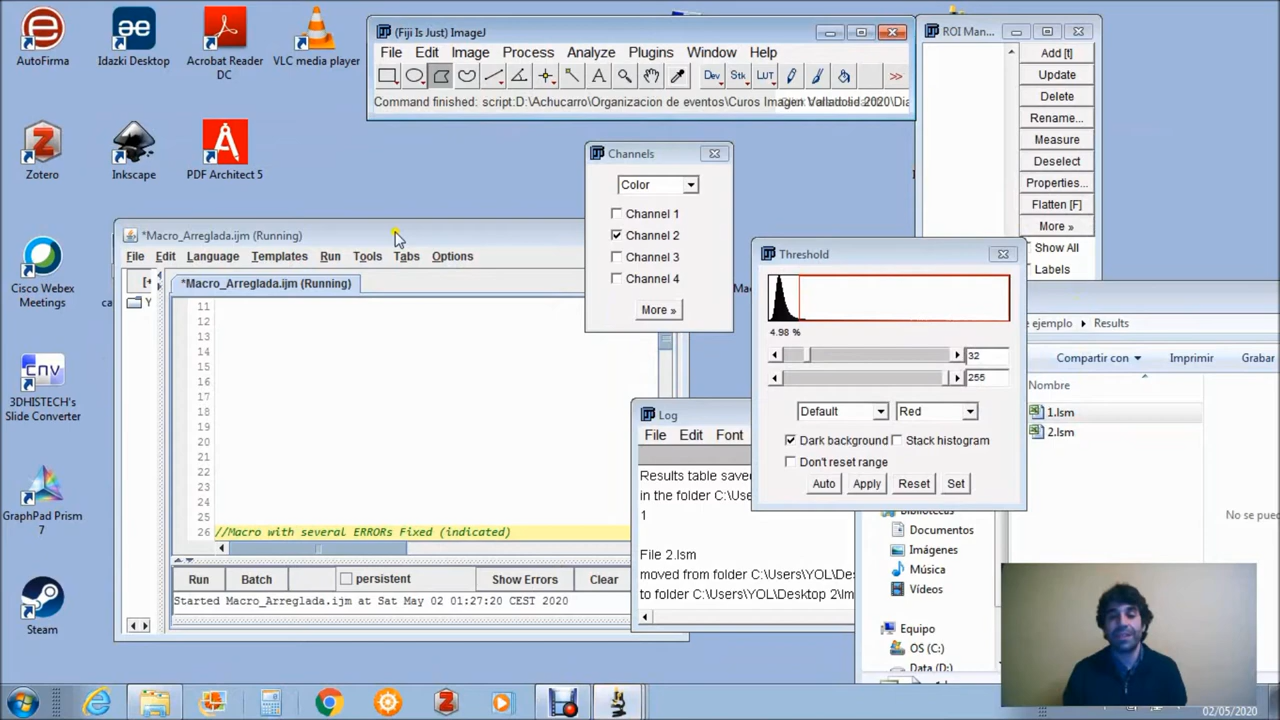 AutoFirma
Idazki Desktop
Acrobat Reader
DC
VLC media player
Zotero
Inkscape
PDF Architect 5
Cisco Webex
Meetings
3DHISTECH's
Slide Converter
GraphPad Prism
7
Steam
(Fiji Is Just) ImageJ
File Edit Image Process Analyze Plugins Window Help
Dev Stk LUT >>
Command finished: script:D:\Achucarro\Organizacion de eventos\Curos Imagen Valladolid 2020\Dia
ROI Man...
Add [t]
Update
Delete
Rename...
Measure
Deselect
Properties...
Flatten [F]
More »
Show All
Labels
Channels
Color
Channel 1
Channel 2
Channel 3
Channel 4
More »
*Macro_Arreglada.ijm (Running)
File Edit Language Templates Run Tools Tabs Options
*Macro_Arreglada.ijm (Running)
11
12
13
14
15
16
17
18
19
20
21
22
23
24
25
26 //Macro with several ERRORs Fixed (indicated)
Run Batch persistent Show Errors Clear
Started Macro_Arreglada.ijm at Sat May 02 01:27:20 CEST 2020
Threshold
4.98 %
32
255
Default Red
Dark background Stack histogram
Don't reset range
Auto Apply Reset Set
Log
File Edit Font
Results table save
in the folder C:\Use
1
File 2.lsm
moved from folder C:\Users\YOL\De
to folder C:\Users\YOL\Desktop 2\Im
e ejemplo Results
Compartir con Imprimir Grabar
Nombre
1.lsm
2.lsm
No se pued
Bibliotecas
Documentos
Imágenes
Música
Vídeos
Equipo
OS (C:)
Data (D:)
02/05/2020